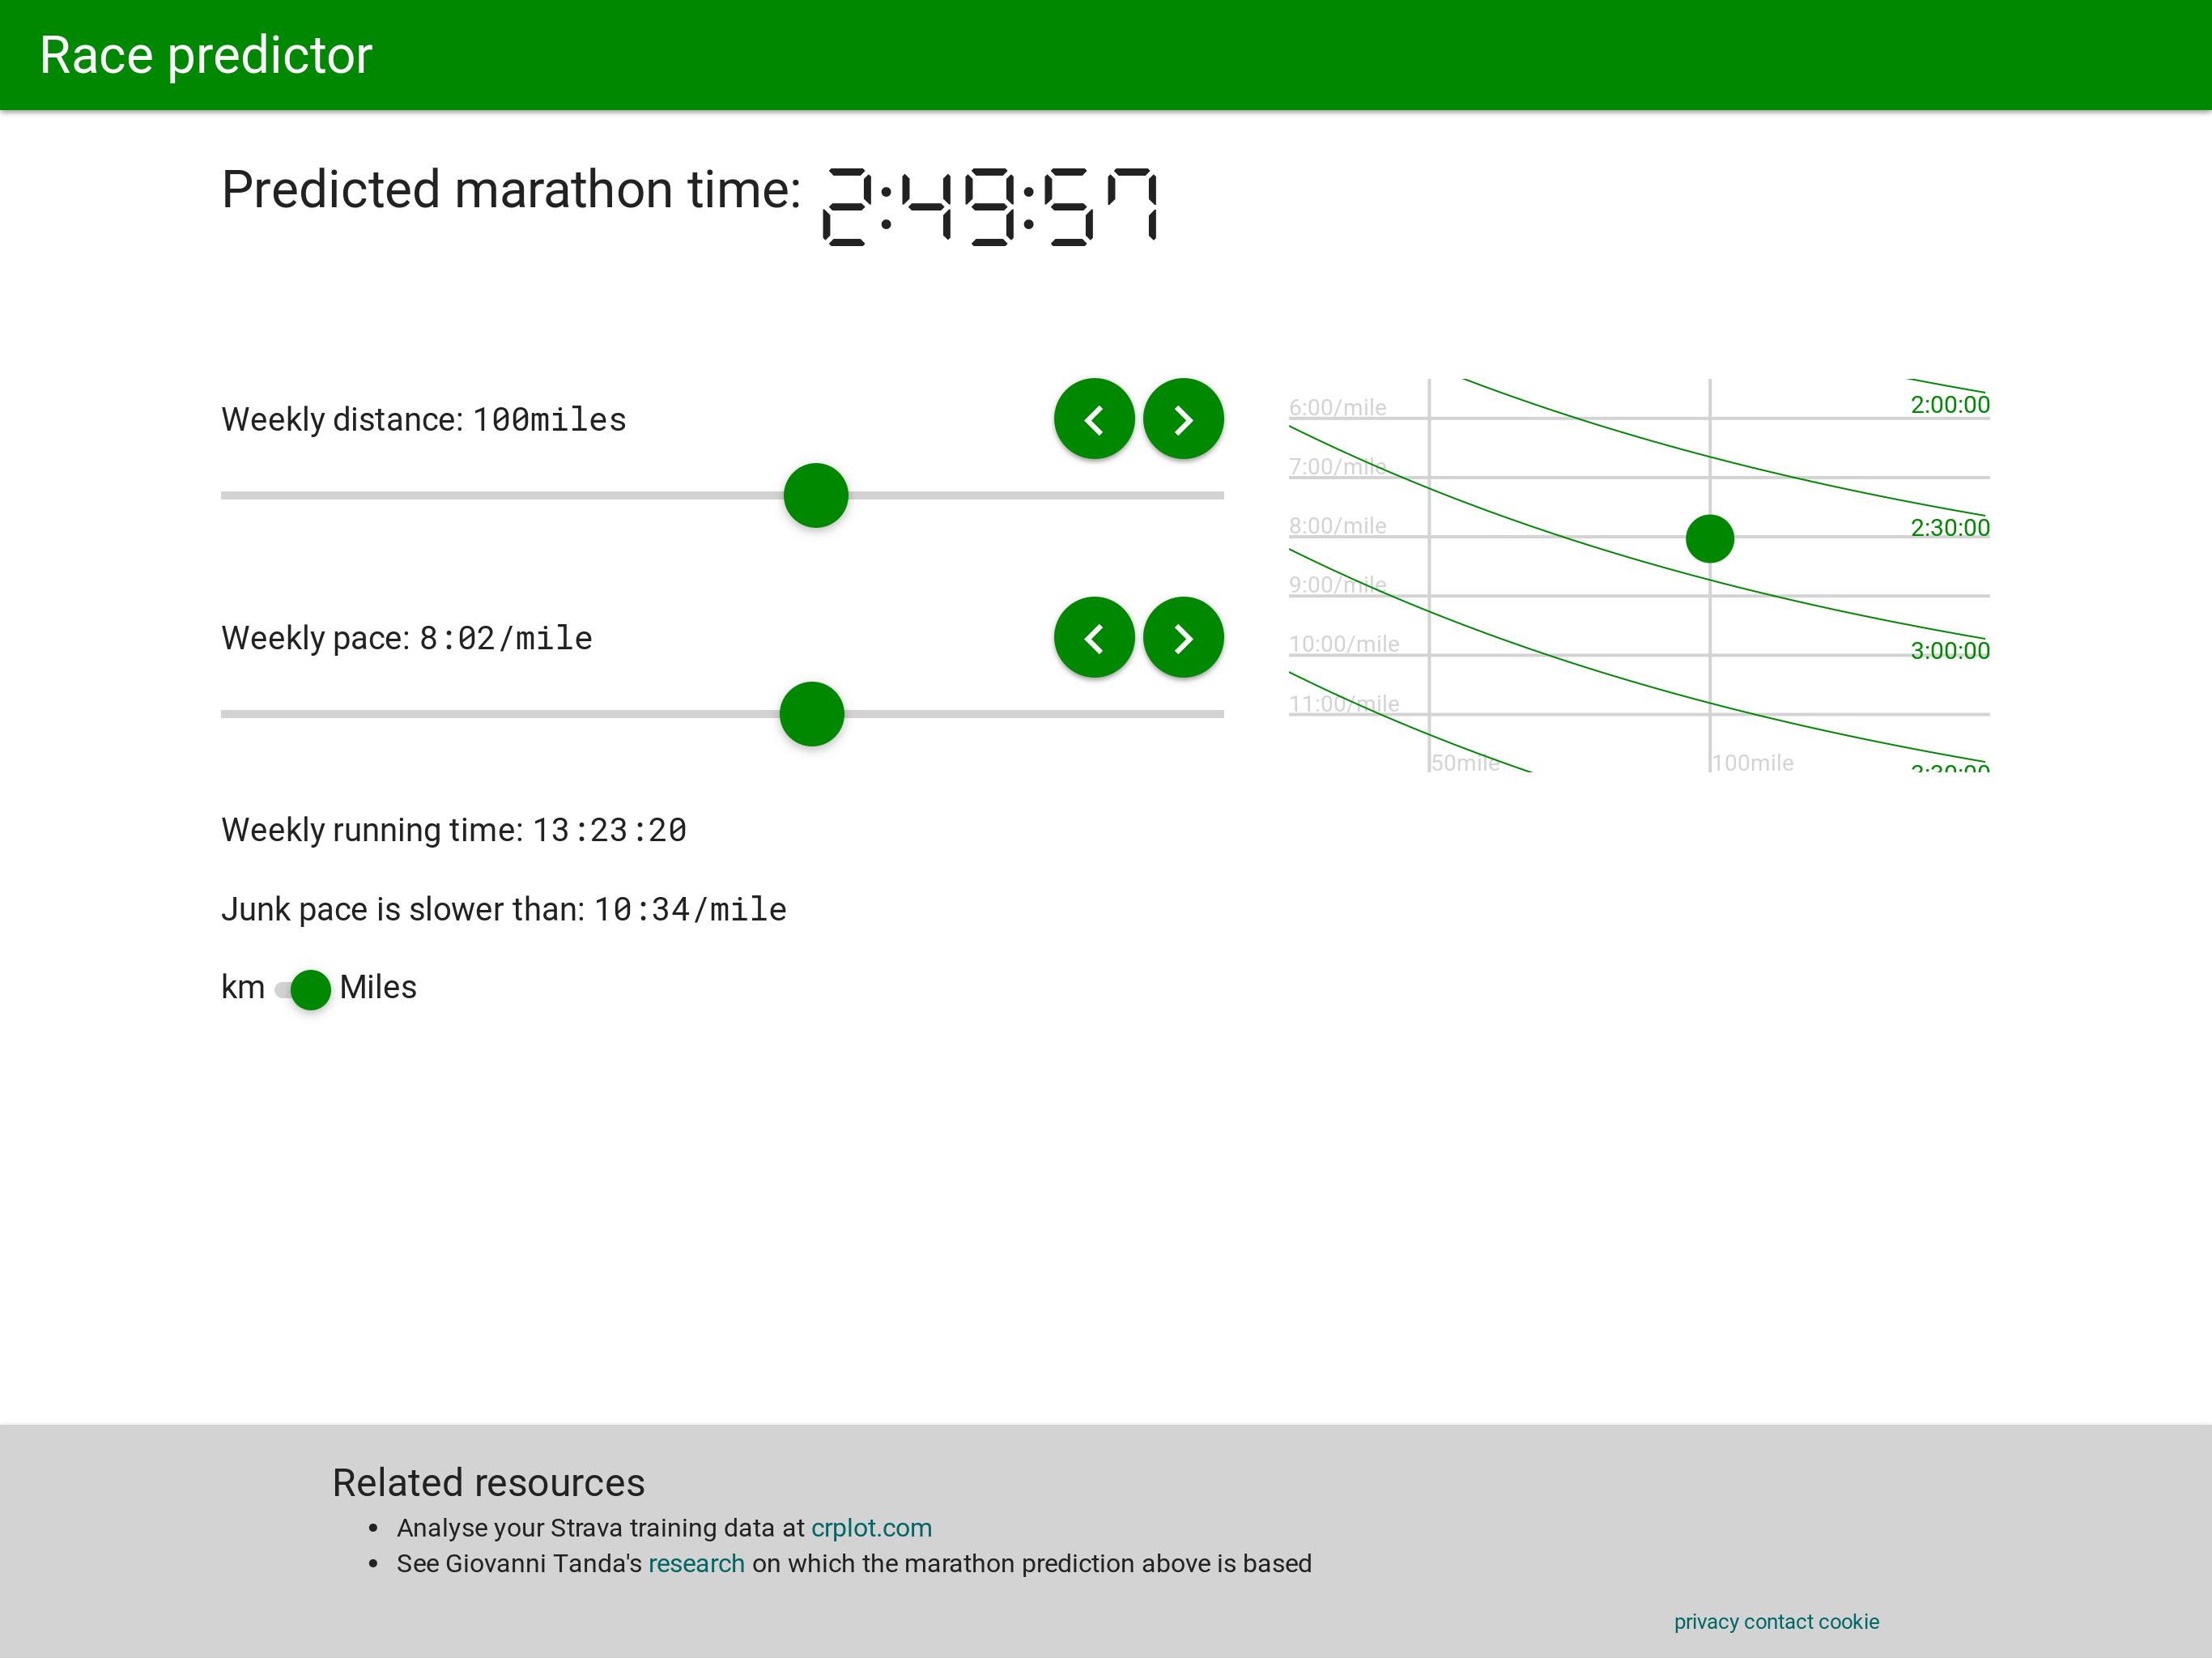 Race predictor
Predicted marathon time: 2:49:57
Weekly distance: 100miles
Weekly pace: 8:02/mile
Weekly running time: 13:23:20
Junk pace is slower than: 10:34/mile
km Miles
6:00/mile
2:00:00
7:00/mile
8:00/mile
2:30:00
9:00/mile
10:00/mile
3:00:00
11:00/mile
50mile
100mile
3:30:00
Related resources
• Analyse your Strava training data at crplot.com
• See Giovanni Tanda's research on which the marathon prediction above is based
privacy contact cookie